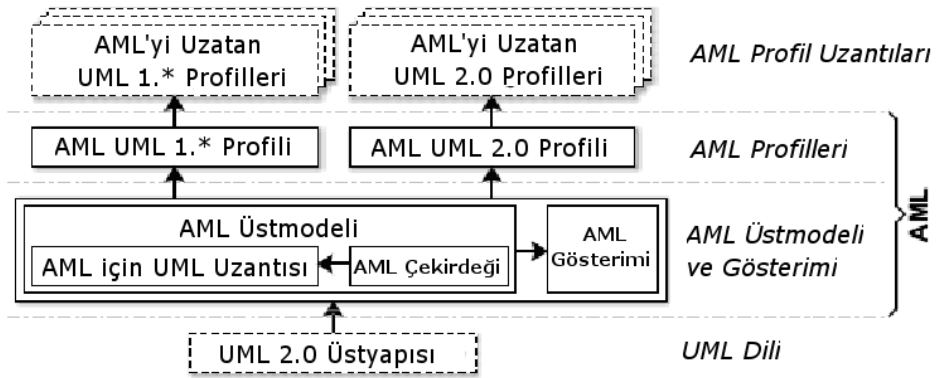 AML'yi Uzatan
UML 1.* Profilleri
AML'yi Uzatan
UML 2.0 Profilleri
AML Profil Uzantıları
AML UML 1.* Profili
AML UML 2.0 Profili
AML Profilleri
AML Üstmodeli
AML için UML Uzantısı
AML Çekirdeği
AML
Gösterimi
AML Üstmodeli
ve Gösterimi
AML
UML 2.0 Üstyapısı
UML Dili